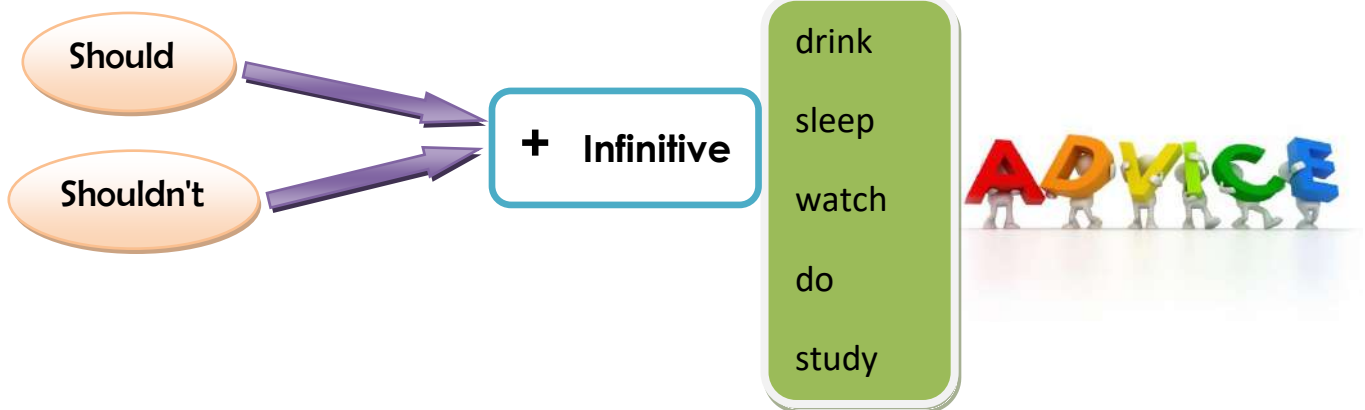 Should
Shouldn't
+ Infinitive
drink
sleep
watch
do
study
ADVICE